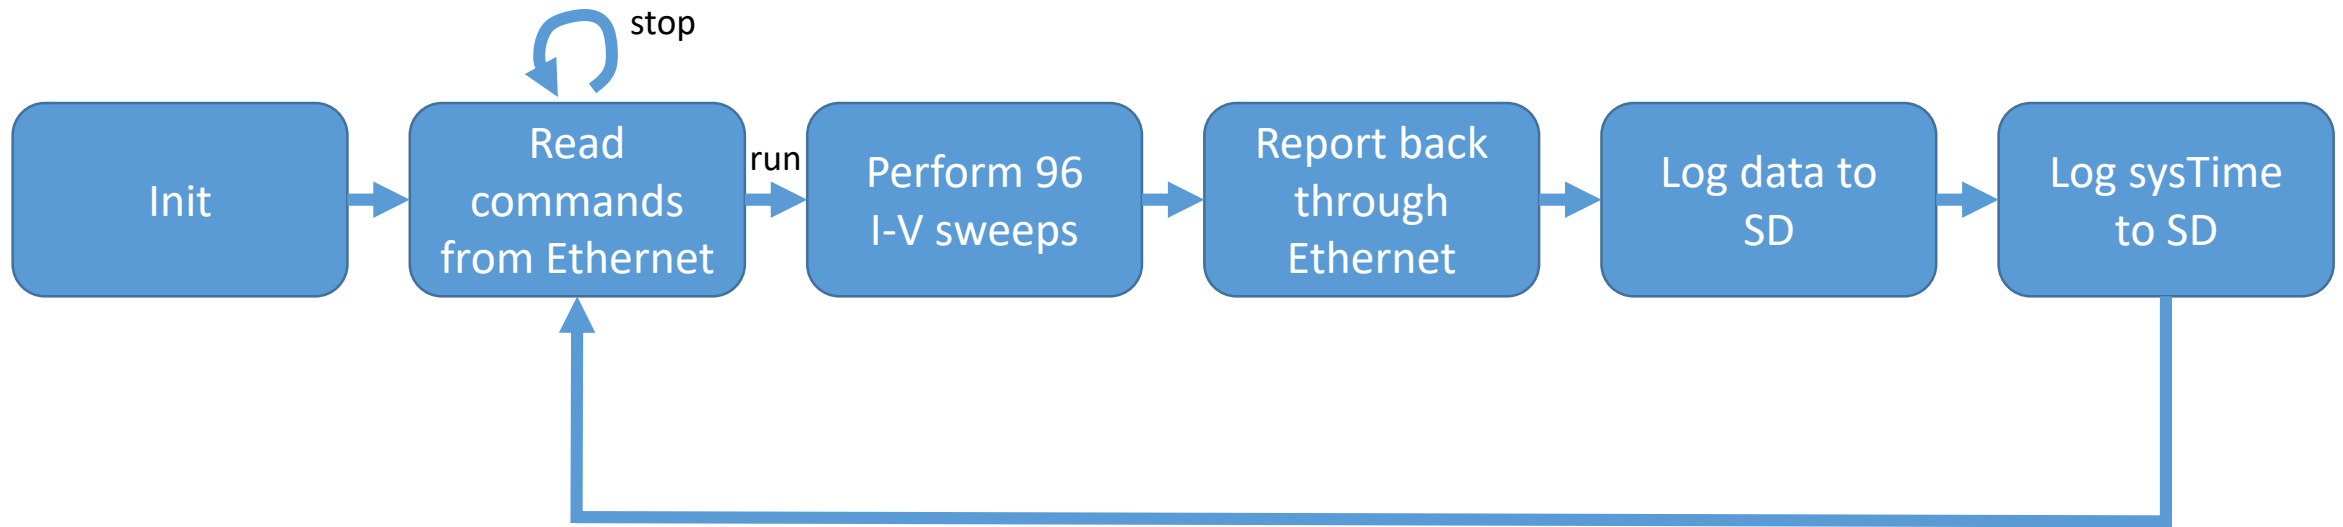 stop
Init
Read
commands
from Ethernet
run
Perform 96
I-V sweeps
Report back
through
Ethernet
Log data to
SD
Log sysTime
to SD